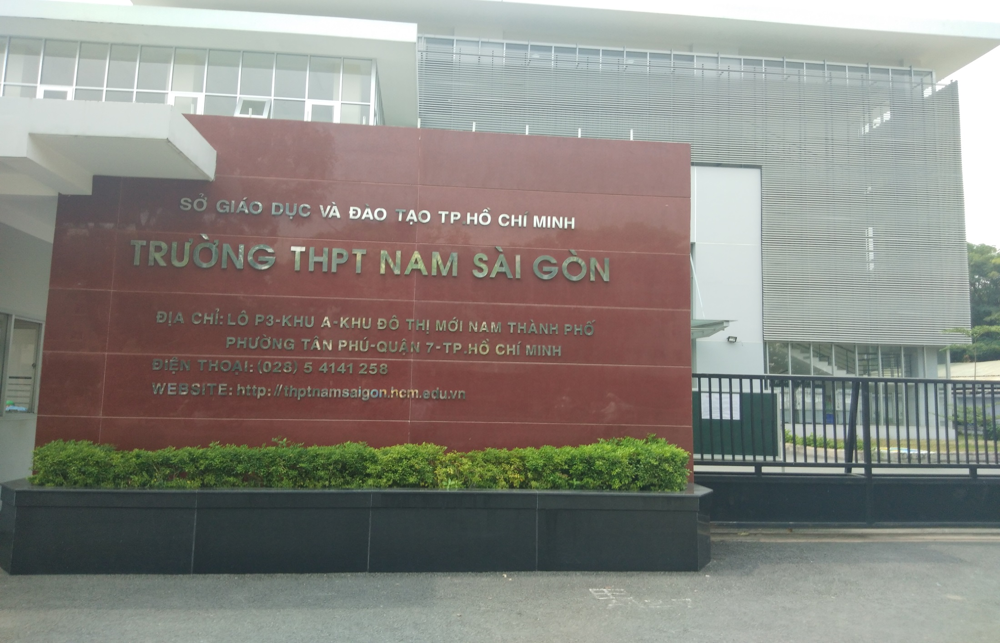 SỞ GIÁO DỤC VÀ ĐÀO TẠO TP.HỒ CHÍ MINH
TRƯỜNG THPT NAM SÀI GÒN
ĐỊA CHỈ: LÔ P3-KHU A-KHU ĐÔ THỊ MỚI NAM THÀNH PHỐ
PHƯỜNG TÂN PHÚ-QUẬN 7-TP.HỒ CHÍ MINH
ĐIỆN THOẠI: (028) 5 4141 258
WEBSITE: http://thptnamsaigon.hcm.edu.vn